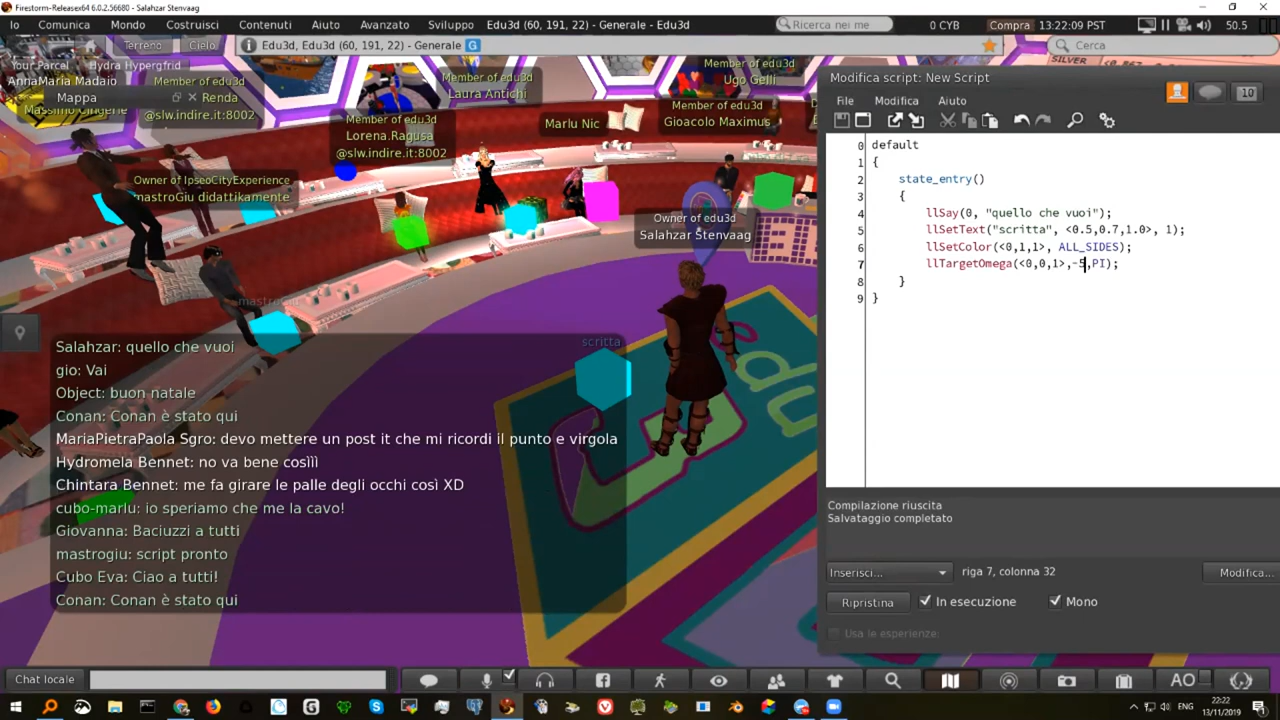 Firestorm-Releasex64 6.0.2.56680 - Salahzar Stenvaag
Io Comunica Mondo Costruisci Contenuti Aiuto Avanzato Sviluppo Edu3d (60, 191, 22) - Generale - Edu3d Ricerca nei me 0 CYB Compra 13:22:09 PST 50.5
Terreno Cielo Edu3d, Edu3d (60, 191, 22) - Generale G Cerca
Your Parcel Hydra Hypergfrid
AnnaMaria Madaio
Mappa Renda
Member of edu3d
@slw.indire.it:8002
Member of edu3d
Lorena.Ragusa
@slw.indire.it:8002
Member of edu3d
Laura Antichi
Member of edu3d
Ugo Gelli
Member of edu3d
Gioacolo Maximus
Marlu Nic
Owner of IpseoCityExperience
mastroGiu didattikamente
Owner of edu3d
Salahzar Stenvaag
mastroGiu
scritta
Salahzar: quello che vuoi
gio: Vai
Object: buon natale
Conan: Conan è stato qui
MariaPietraPaola Sgro: devo mettere un post it che mi ricordi il punto e virgola
Hydromela Bennet: no va bene cosììì
Chintara Bennet: me fa girare le palle degli occhi così XD
cubo-marlu: io speriamo che me la cavo!
Giovanna: Baciuzzi a tutti
mastrogiu: script pronto
Cubo Eva: Ciao a tutti!
Conan: Conan è stato qui
Modifica script: New Script
File Modifica Aiuto
10
0 default
1 {
2 state_entry()
3 {
4 llSay(0, "quello che vuoi");
5 llSetText("scritta", <0.5,0.7,1.0>, 1);
6 llSetColor(<0,1,1>, ALL_SIDES);
7 llTargetOmega(<0,0,1>,-5,PI);
8 }
9 }
Compilazione riuscita
Salvataggio completato
Inserisci... riga 7, colonna 32 Modifica...
Ripristina In esecuzione Mono
Usa le esperienze:
Chat locale AO
ENG 22:22
13/11/2019